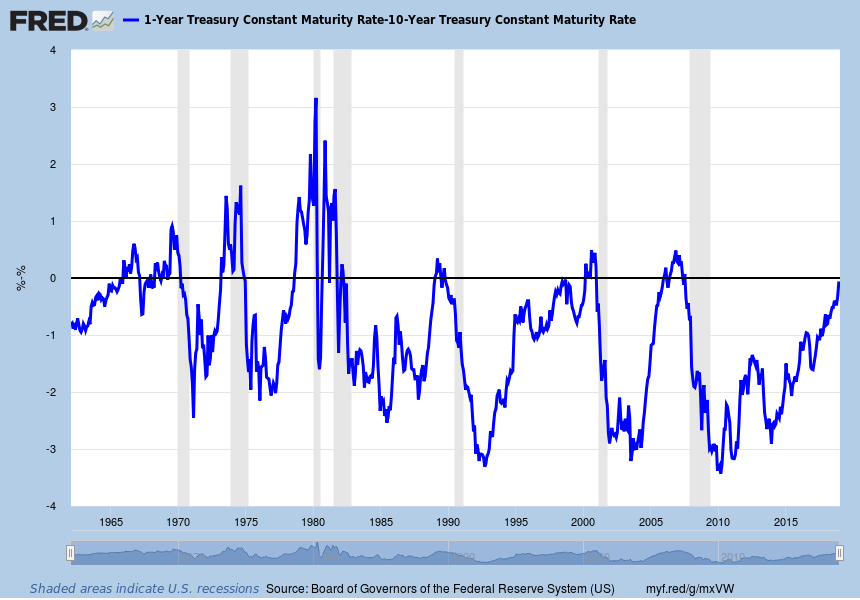 FRED
1-Year Treasury Constant Maturity Rate-10-Year Treasury Constant Maturity Rate
4
3
2
1
0
-1
-2
-3
-4
%-%
1965 1970 1975 1980 1985 1990 1995 2000 2005 2010 2015
2010
Shaded areas indicate U.S. recessions Source: Board of Governors of the Federal Reserve System (US) myf.red/g/mxVW